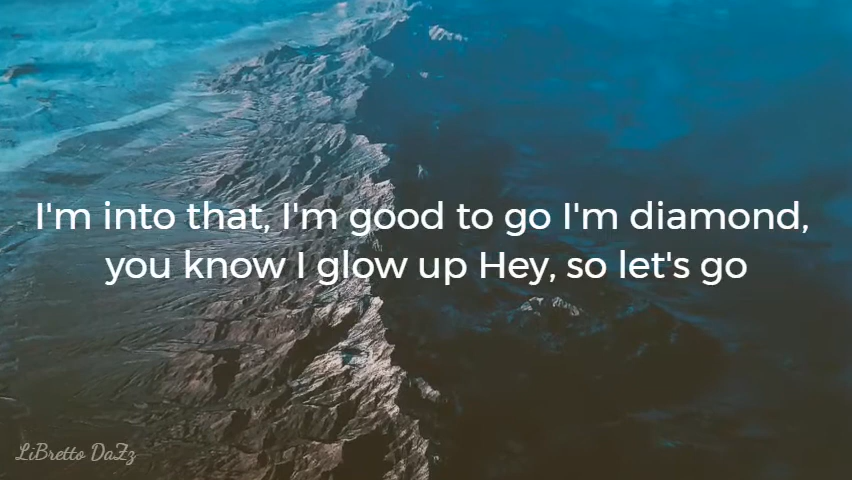 I'm into that, I'm good to go I'm diamond,
you know I glow up Hey, so let's go
LiBretto DaZz